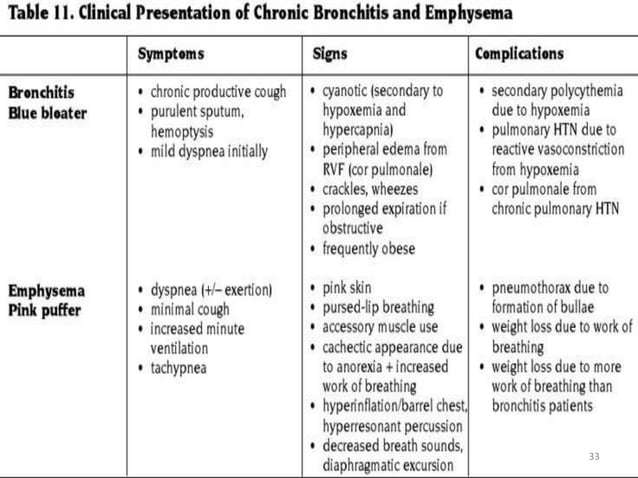 Table 11. Clinical Presentation of Chronic Bronchitis and Emphysema
Symptoms
Signs
Complications
Bronchitis
Blue bloater
• chronic productive cough
• purulent sputum,
hemoptysis
• mild dyspnea initially
• cyanotic (secondary to
hypoxemia and
hypercapnia)
• peripheral edema from
RVF (cor pulmonale)
• crackles, wheezes
• prolonged expiration if
obstructive
• frequently obese
• secondary polycythemia
due to hypoxemia
• pulmonary HTN due to
reactive vasoconstriction
from hypoxemia
• cor pulmonale from
chronic pulmonary HTN
Emphysema
Pink puffer
• dyspnea (+/– exertion)
• minimal cough
• increased minute
ventilation
• tachypnea
• pink skin
• pursed-lip breathing
• accessory muscle use
• cachectic appearance due
to anorexia + increased
work of breathing
• hyperinflation/barrel chest,
hyperresonant percussion
• decreased breath sounds,
diaphragmatic excursion
• pneumothorax due to
formation of bullae
• weight loss due to work of
breathing
• weight loss due to more
work of breathing than
bronchitis patients
33